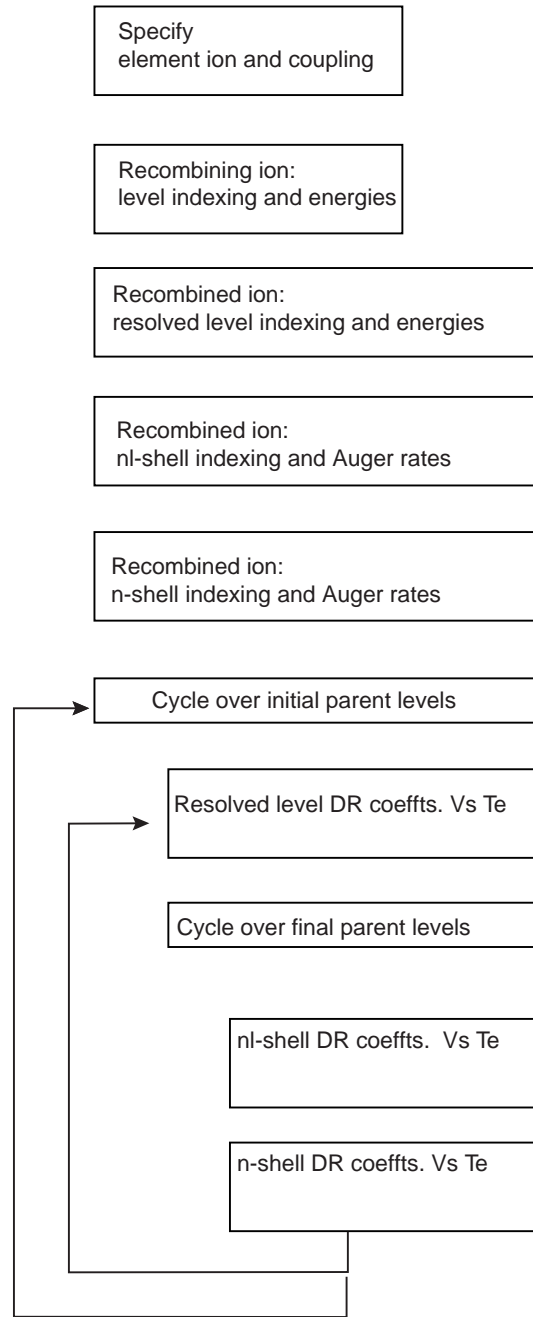 Specify
element ion and coupling
Recombining ion:
level indexing and energies
Recombined ion:
resolved level indexing and energies
Recombined ion:
nl-shell indexing and Auger rates
Recombined ion:
n-shell indexing and Auger rates
Cycle over initial parent levels
Resolved level DR coeffts. Vs Te
Cycle over final parent levels
nl-shell DR coeffts. Vs Te
n-shell DR coeffts. Vs Te